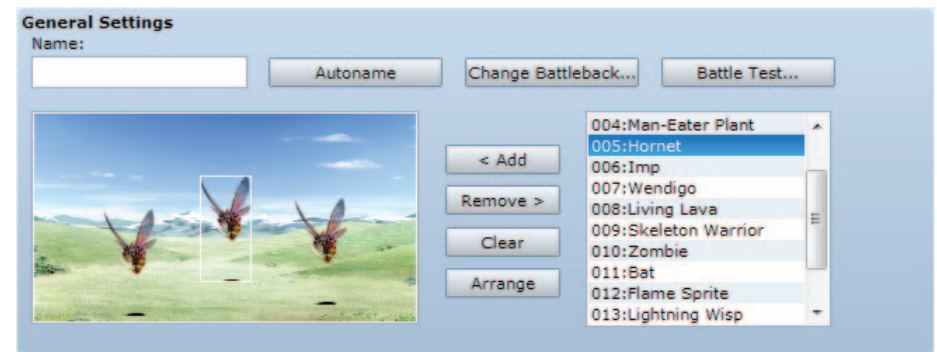 General Settings
Name:
Autoname
Change Battleback...
Battle Test...
< Add
Remove >
Clear
Arrange
004:Man-Eater Plant
005:Hornet
006:Imp
007:Wendigo
008:Living Lava
009:Skeleton Warrior
010:Zombie
011:Bat
012:Flame Sprite
013:Lightning Wisp